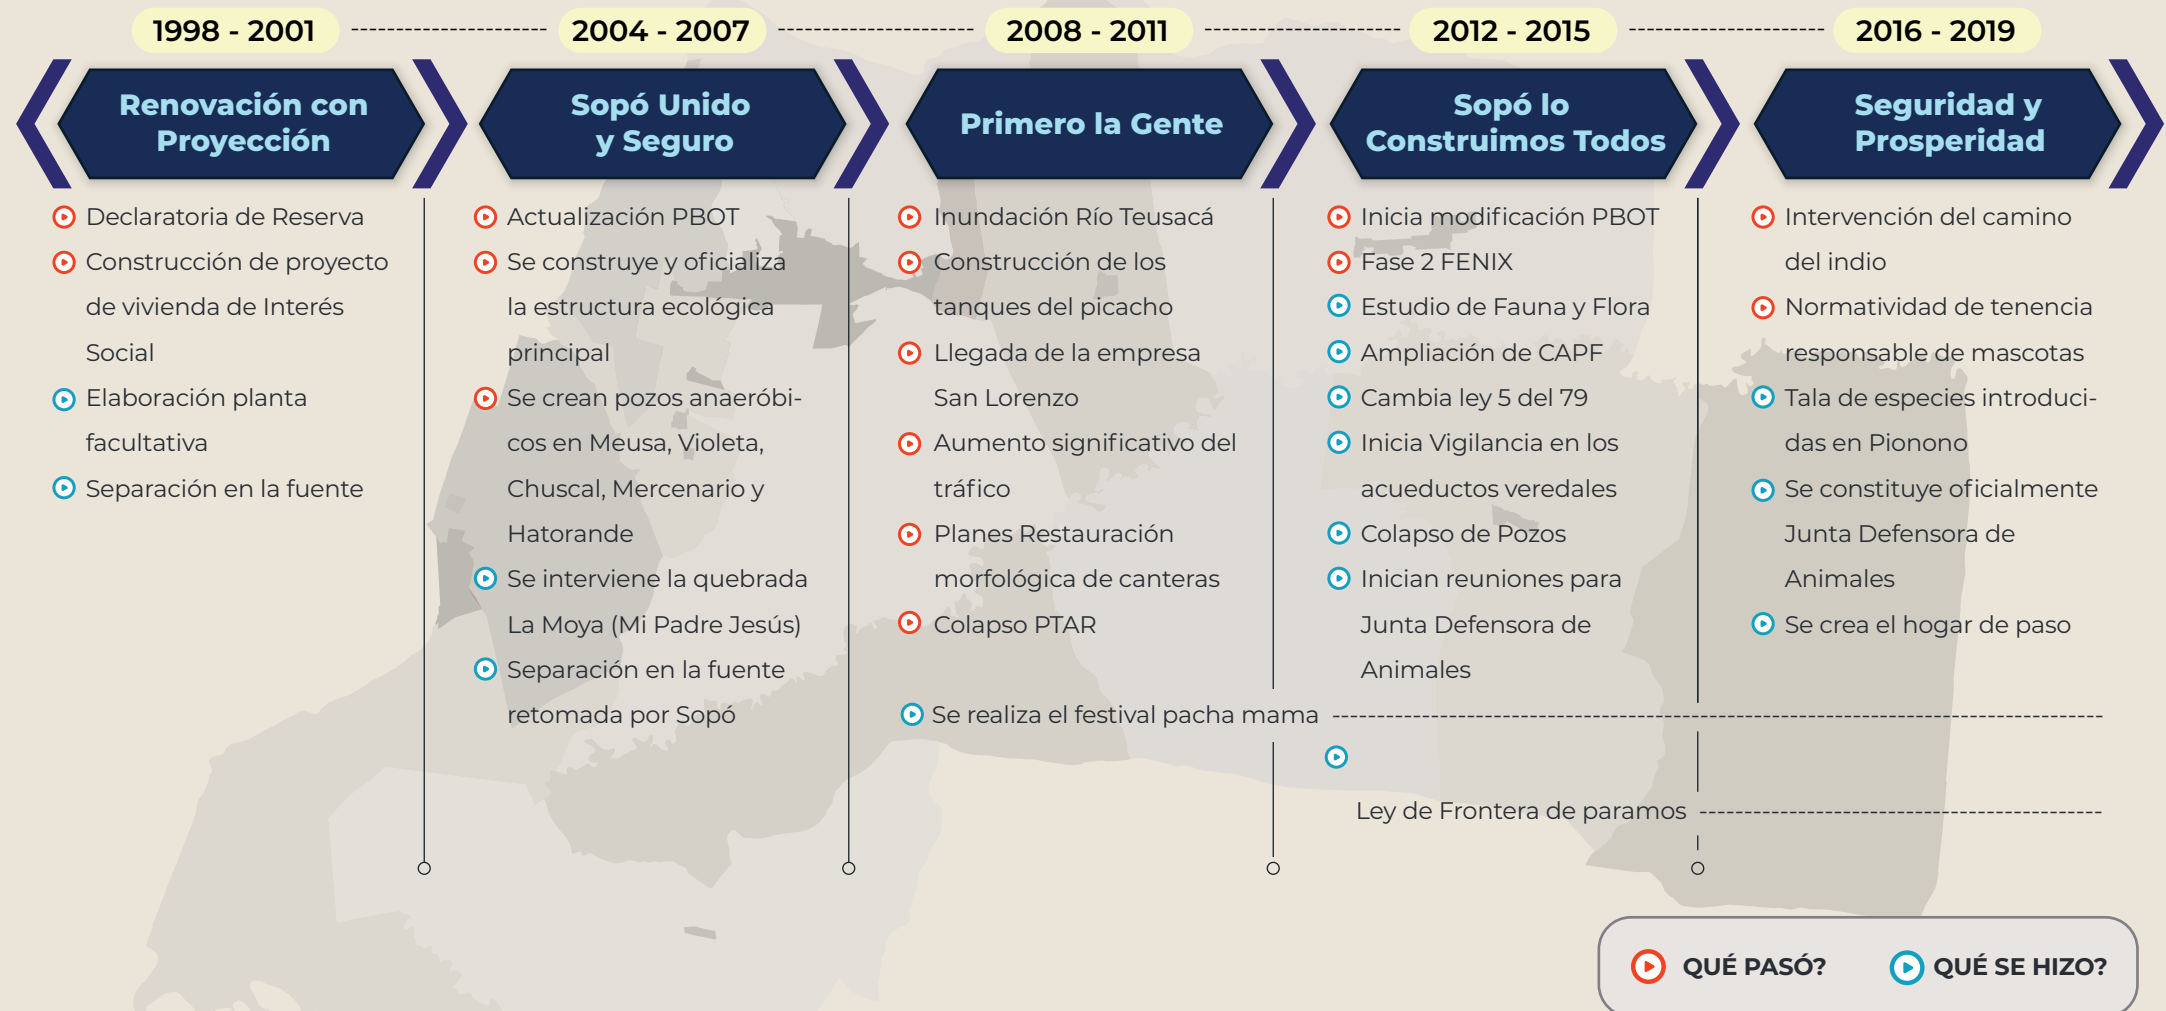 1998 - 2001
2004 - 2007
2008 - 2011
2012 - 2015
2016 - 2019
Renovación con
Proyección
Sopó Unido
y Seguro
Primero la Gente
Sopó lo
Construimos Todos
Seguridad y
Prosperidad
Declaratoria de Reserva
Construcción de proyecto
de vivienda de Interés
Social
Elaboración planta
facultativa
Separación en la fuente
Actualización PBOT
Se construye y oficializa
la estructura ecológica
principal
Se crean pozos anaeróbi-
cos en Meusa, Violeta,
Chuscal, Mercenario y
Hatorande
Se interviene la quebrada
La Moya (Mi Padre Jesús)
Separación en la fuente
retomada por Sopó
Inundación Río Teusacá
Construcción de los
tanques del picacho
Llegada de la empresa
San Lorenzo
Aumento significativo del
tráfico
Planes Restauración
morfológica de canteras
Colapso PTAR
Se realiza el festival pacha mama
Inicia modificación PBOT
Fase 2 FENIX
Estudio de Fauna y Flora
Ampliación de CAPF
Cambia ley 5 del 79
Inicia Vigilancia en los
acueductos veredales
Colapso de Pozos
Inician reuniones para
Junta Defensora de
Animales
Ley de Frontera de paramos
Intervención del camino
del indio
Normatividad de tenencia
responsable de mascotas
Tala de especies introduci-
das en Pionono
Se constituye oficialmente
Junta Defensora de
Animales
Se crea el hogar de paso
QUÉ PASÓ?
QUÉ SE HIZO?